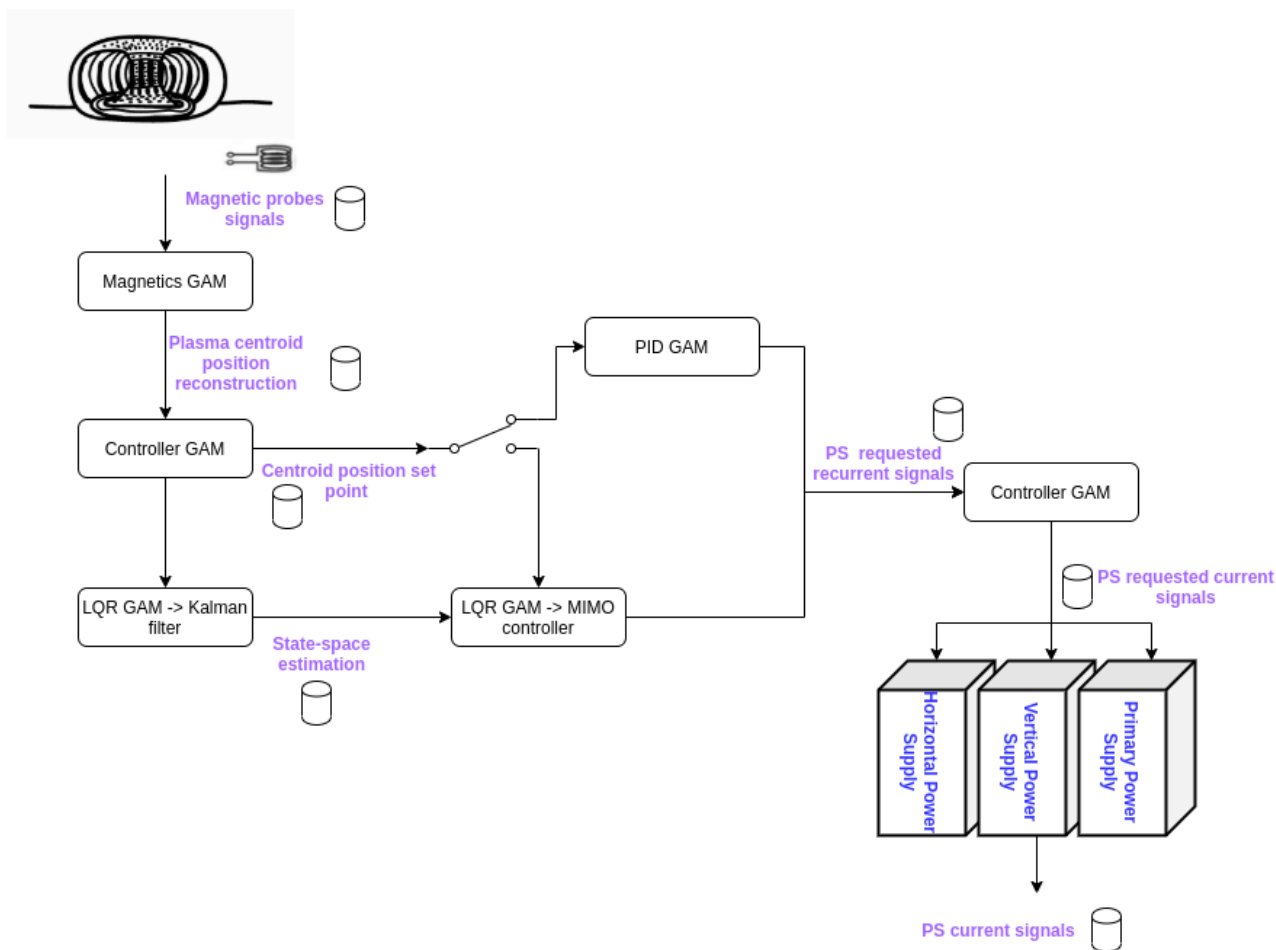 Magnetic probes
signals
Magnetics GAM
Plasma centroid
position
reconstruction
PID GAM
Controller GAM
Centroid position set
point
PS requested
recurrent signals
Controller GAM
LQR GAM -> Kalman
filter
State-space
estimation
LQR GAM -> MIMO
controller
PS requested current
signals
Horizontal Power
Supply
Vertical Power
Supply
Primary Power
Supply
PS current signals